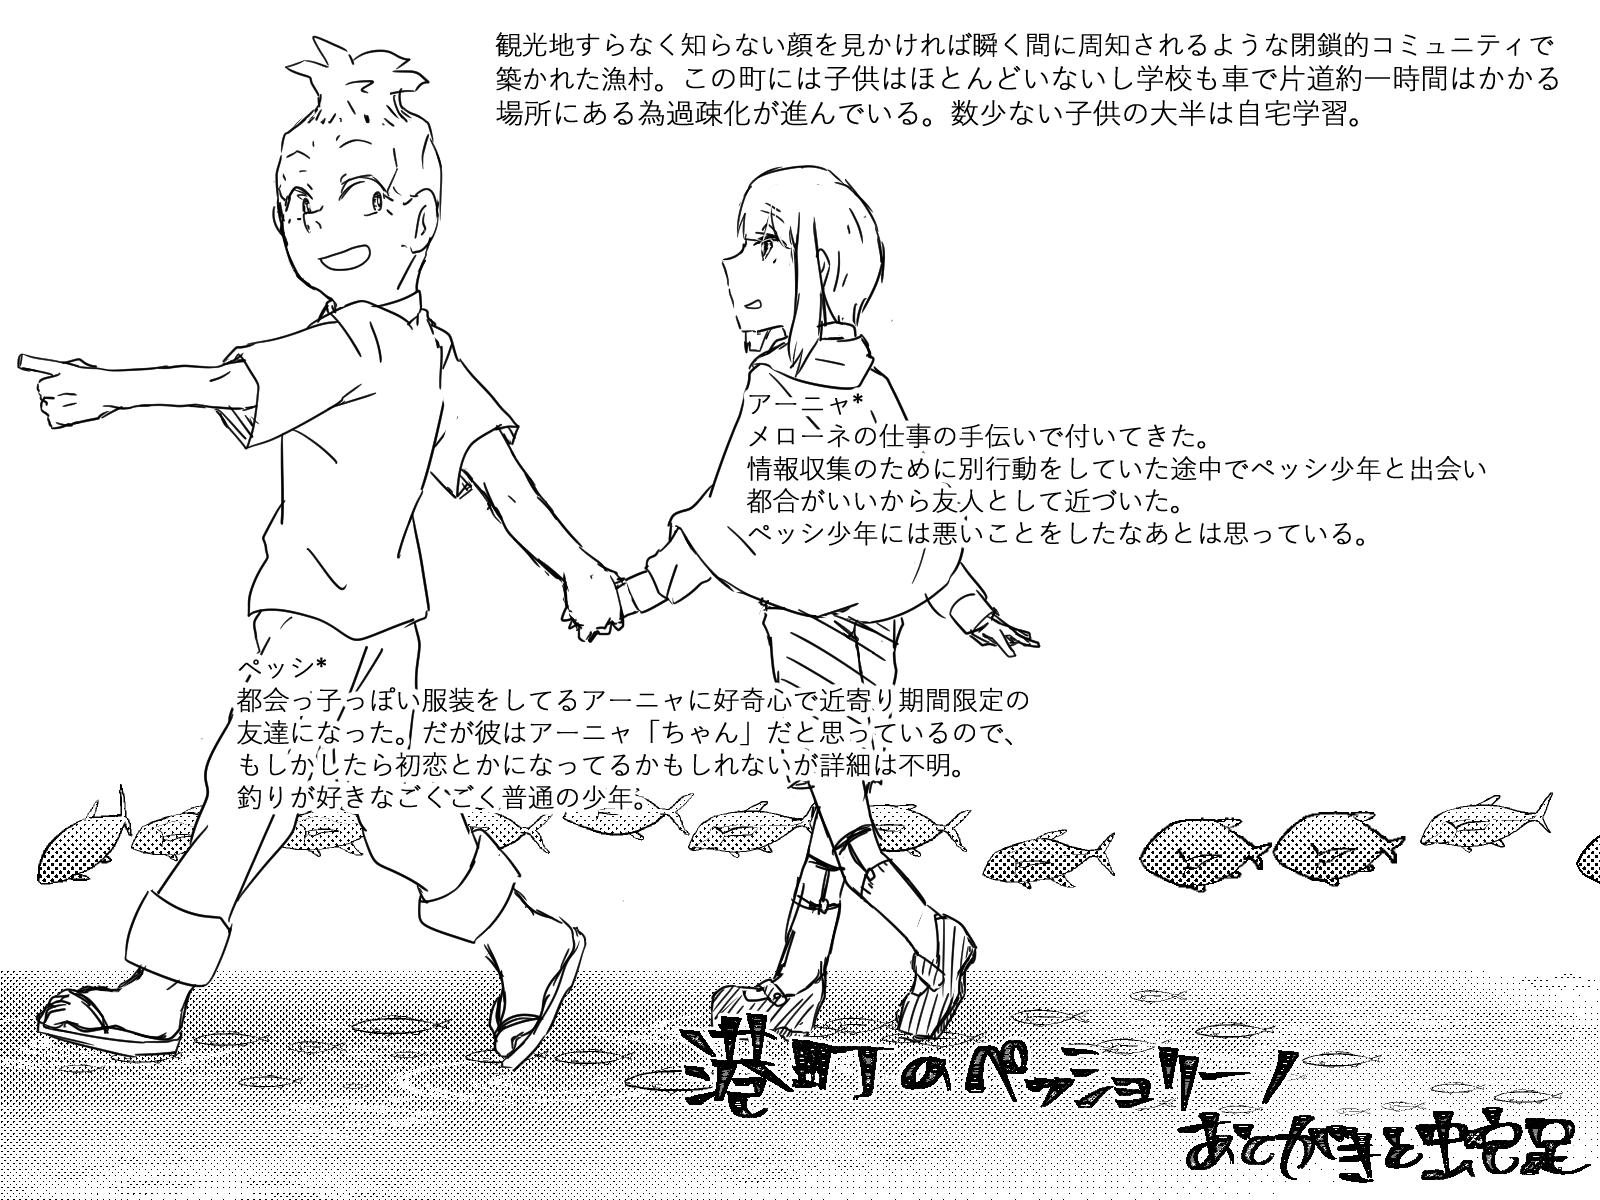 観光地すらなく知らない顔を見かければ瞬く間に周知されるような閉鎖的コミュニティで
築かれた漁村。この町には子供はほとんどいないし学校も車で片道約一時間はかかる
場所にある為過疎化が進んでいる。数少ない子供の大半は自宅学習。
アーニャ*
メローネの仕事の手伝いで付いてきた。
情報収集のために別行動をしていた途中でペッシ少年と出会い
都合がいいから友人として近づいた。
ペッシ少年には悪いことをしたなあとは思っている。
ペッシ*
都会っ子っぽい服装をしてるアーニャに好奇心で近寄り期間限定の
友達になった。だが彼はアーニャ「ちゃん」だと思っているので、
もしかしたら初恋とかになってるかもしれないが詳細は不明。
釣りが好きなごくごく普通の少年。
港町のペッショリーノ
あとがきと蛇足